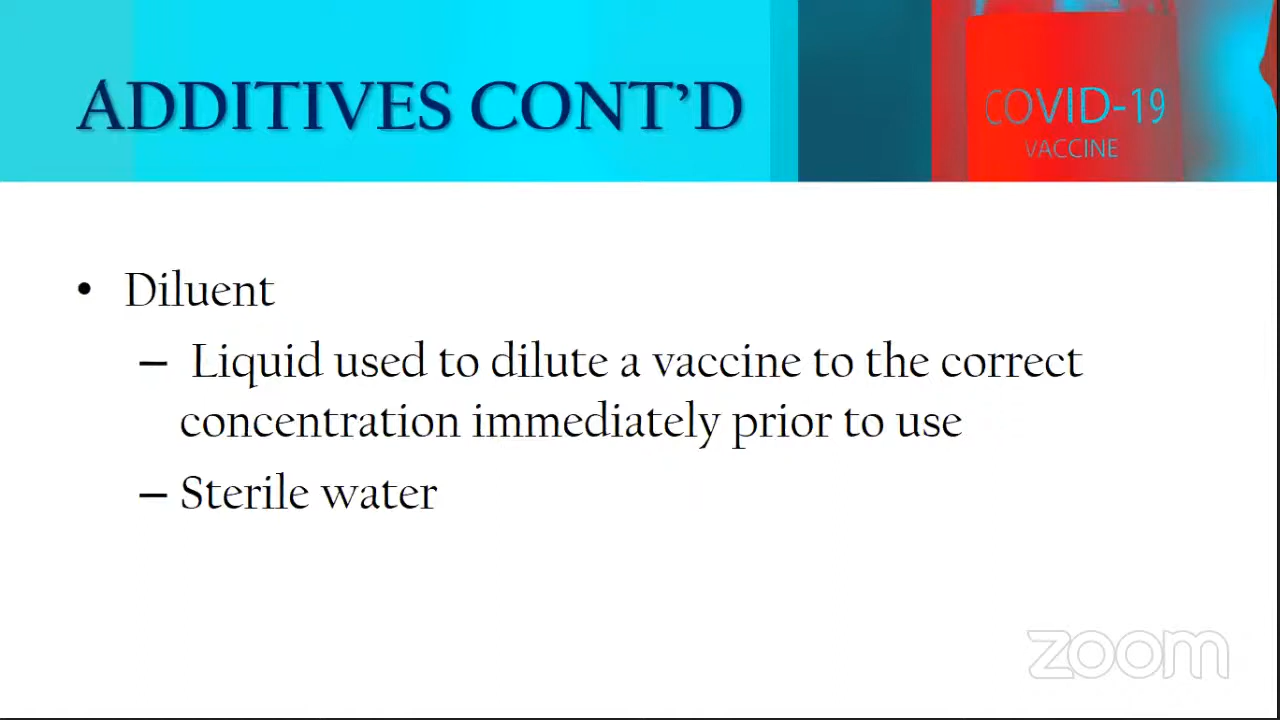 ADDITIVES CONT’D
COVID-19
VACCINE
• Diluent
– Liquid used to dilute a vaccine to the correct
concentration immediately prior to use
– Sterile water
zoom